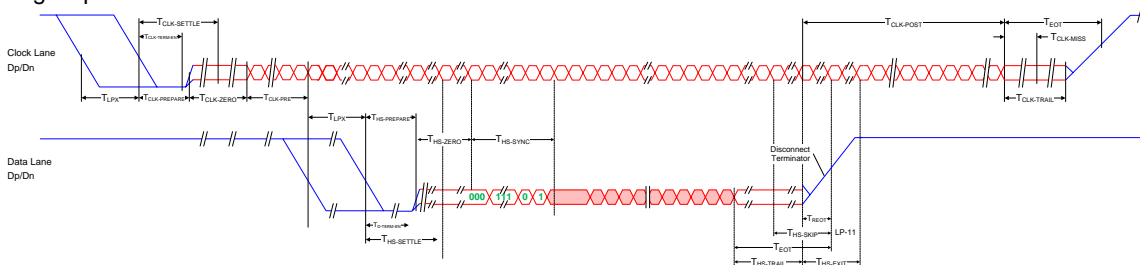 TCLK-SETTLE
TCLK-POST
TEOT
TCLK-TERM-EN
TCLK-MISS
Clock Lane
Dp/Dn
TLPX
TCLK-PREPARE
TCLK-ZERO
TCLK-PRE
TCLK-TRAIL
TLPX
THS-PREPARE
THS-ZERO
THS-SYNC
Disconnect
Terminator
Data Lane
Dp/Dn
000 111 0 1
TREOT
TD-TERM-EN
THS-SKIP
LP-11
THS-SETTLE
TEOT
THS-TRAIL
THS-EXIT